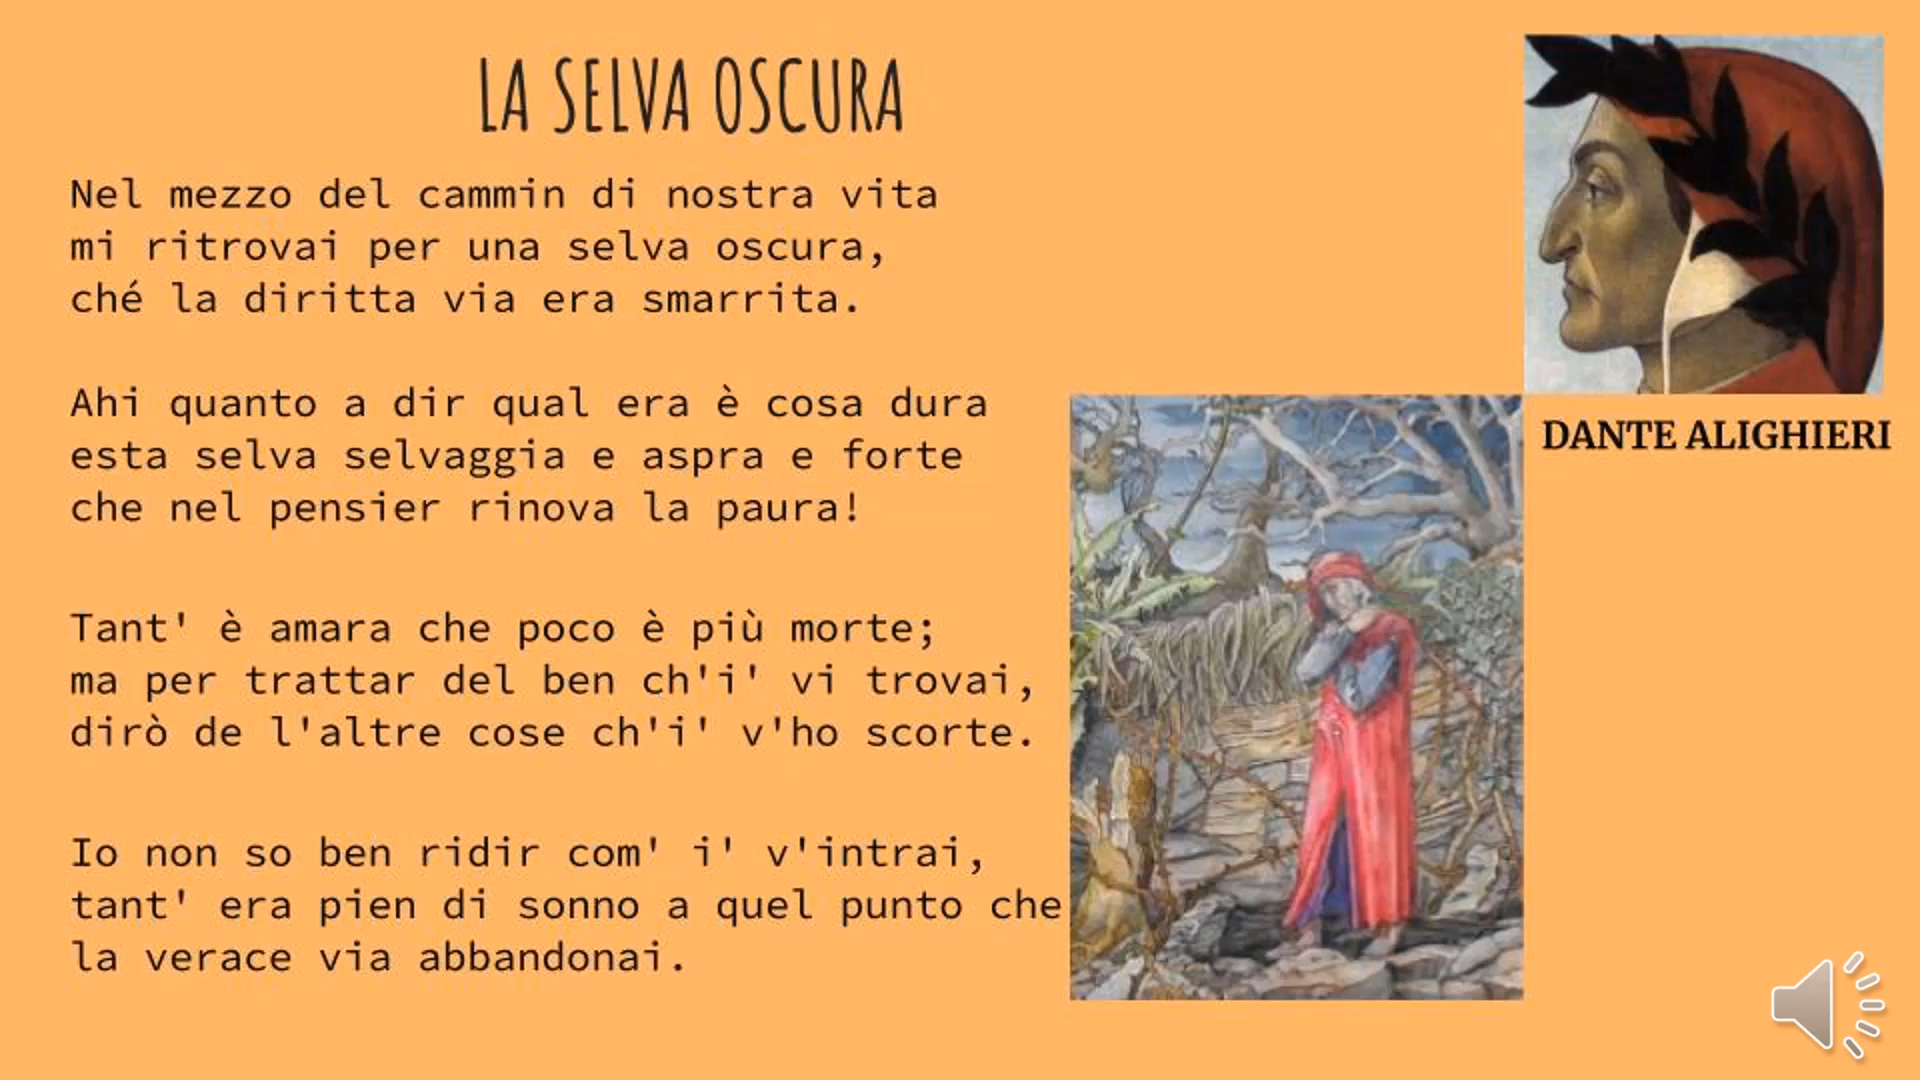 LA SELVA OSCURA
Nel mezzo del cammin di nostra vita
mi ritrovai per una selva oscura,
ché la diritta via era smarrita.
Ahi quanto a dir qual era è cosa dura
esta selva selvaggia e aspra e forte
che nel pensier rinova la paura!
Tant' è amara che poco è più morte;
ma per trattar del ben ch'i' vi trovai,
dirò de l'altre cose ch'i' v'ho scorte.
Io non so ben ridir com' i' v'intrai,
tant' era pien di sonno a quel punto che
la verace via abbandonai.
DANTE ALIGHIERI